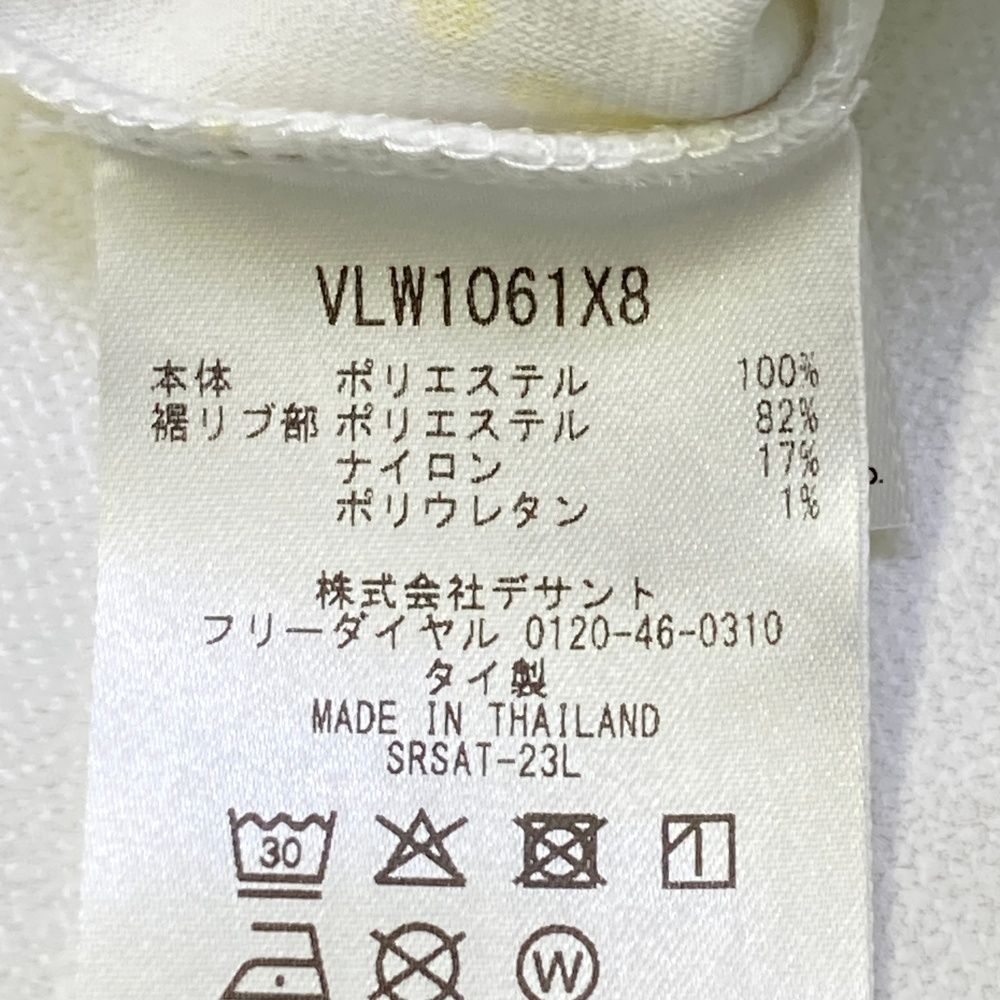 VLW1061X8
本体 ポリエステル 100%
裾リブ部 ポリエステル 82%
ナイロン 17%
ポリウレタン 1%
株式会社デサント
フリーダイヤル 0120-46-0310
タイ製
MADE IN THAILAND
SRSAT-23L
30
W